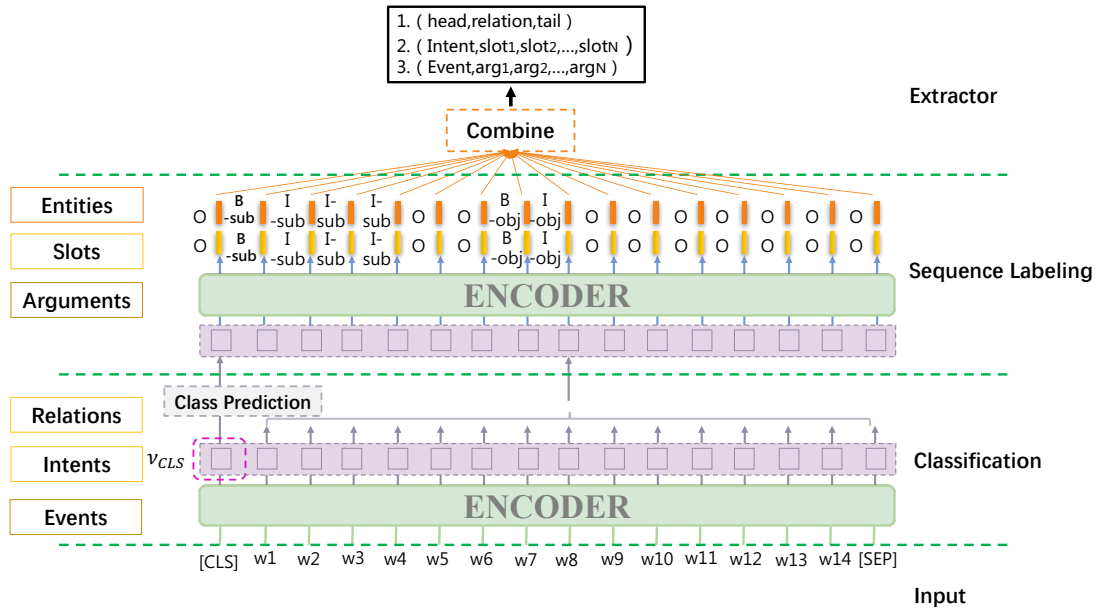 1. ( head,relation,tail )
2. ( Intent,slot1,slot2,...,slotN )
3. ( Event,arg1,arg2,...,argN )
Extractor
Combine
Entities
O B-sub I-sub I-sub I-sub O O B-obj I-obj O O O O O O O
Slots
O B-sub I-sub I-sub I-sub O O B-obj I-obj O O O O O O O
Sequence Labeling
Arguments
ENCODER
Class Prediction
Relations
Intents
νCLS
Classification
Events
ENCODER
[CLS] w1 w2 w3 w4 w5 w6 w7 w8 w9 w10 w11 w12 w13 w14 [SEP]
Input